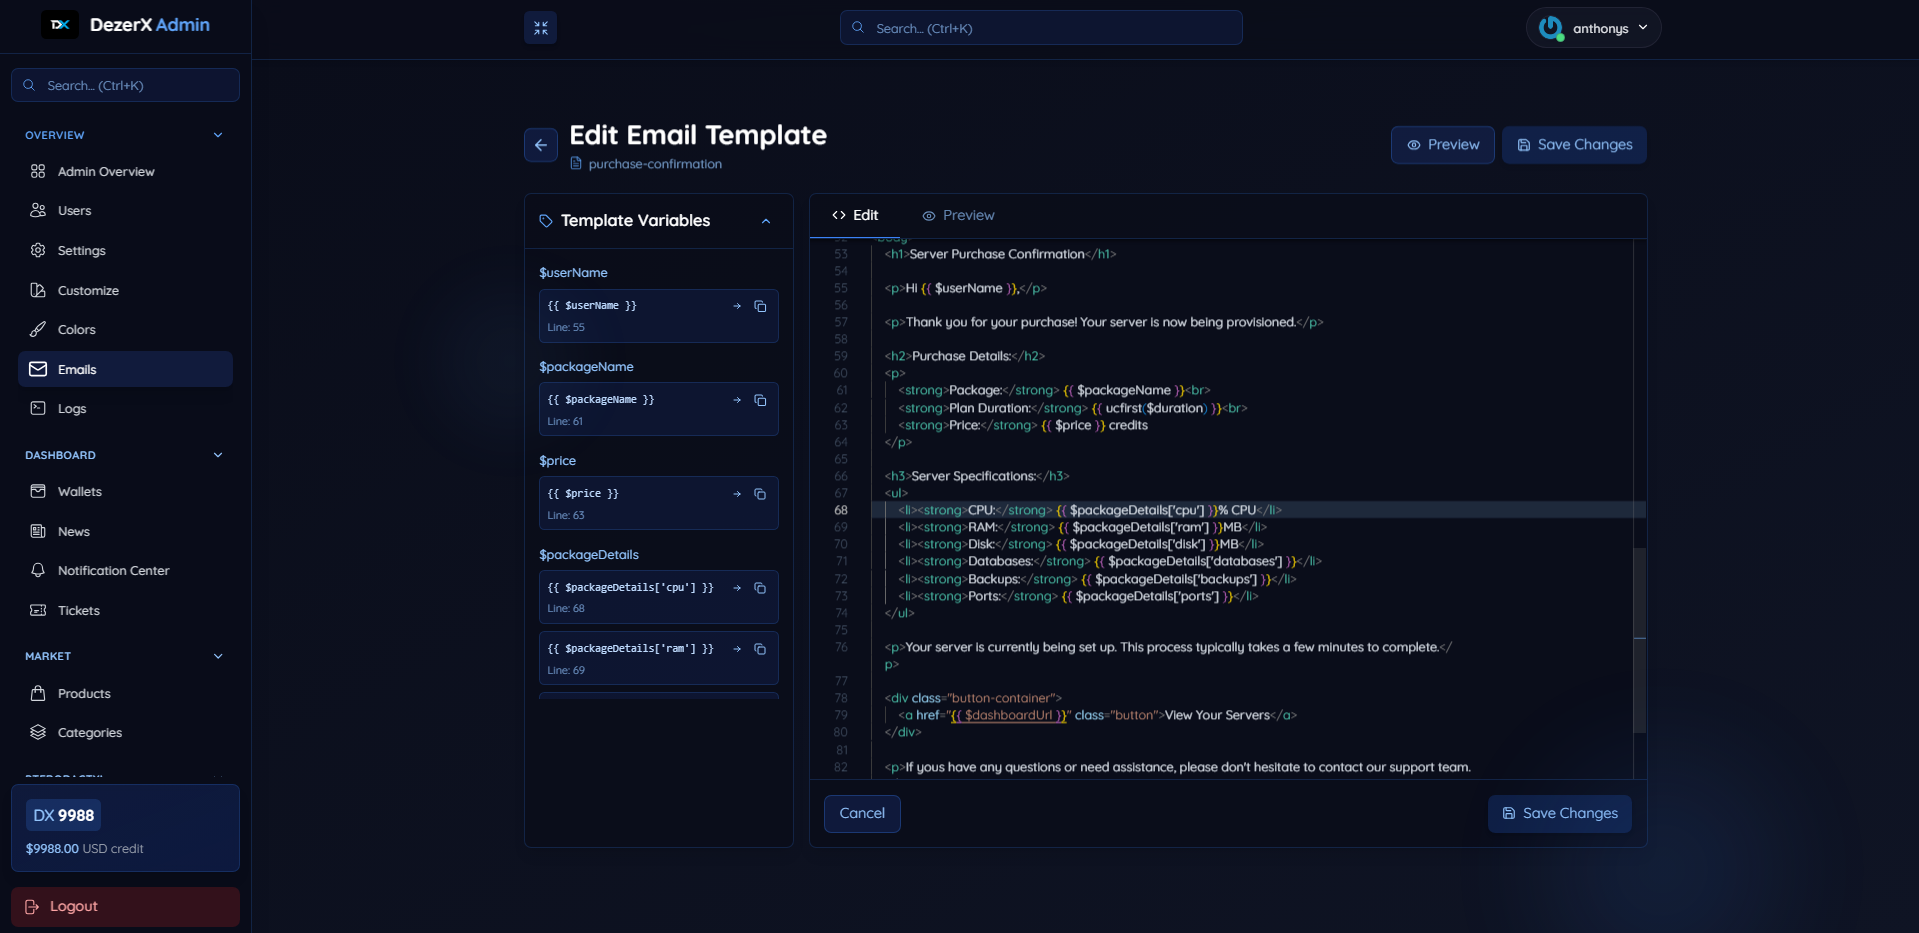 DX DezerX Admin
Search... (Ctrl+K)
anthonys
Search... (Ctrl+K)
OVERVIEW
Admin Overview
Users
Settings
Customize
Colors
Emails
Logs
DASHBOARD
Wallets
News
Notification Center
Tickets
MARKET
Products
Categories
DX 9988
$9988.00 USD credit
Logout
Edit Email Template
purchase-confirmation
Preview
Save Changes
Template Variables
$userName
{{ $userName }}
Line: 55
$packageName
{{ $packageName }}
Line: 61
$price
{{ $price }}
Line: 63
$packageDetails
{{ $packageDetails['cpu'] }}
Line: 68
{{ $packageDetails['ram'] }}
Line: 69
Edit
Preview
53 <h1>Server Purchase Confirmation</h1>
54
55 <p>Hi {{ $userName }},</p>
56
57 <p>Thank you for your purchase! Your server is now being provisioned.</p>
58
59 <h2>Purchase Details:</h2>
60 <p>
61 <strong>Package:</strong> {{ $packageName }}<br>
62 <strong>Plan Duration:</strong> {{ ucfirst($duration) }}<br>
63 <strong>Price:</strong> {{ $price }} credits
64 </p>
65
66 <h3>Server Specifications:</h3>
67 <ul>
68 <li><strong>CPU:</strong> {{ $packageDetails['cpu'] }}% CPU</li>
69 <li><strong>RAM:</strong> {{ $packageDetails['ram'] }}MB</li>
70 <li><strong>Disk:</strong> {{ $packageDetails['disk'] }}MB</li>
71 <li><strong>Databases:</strong> {{ $packageDetails['databases'] }}</li>
72 <li><strong>Backups:</strong> {{ $packageDetails['backups'] }}</li>
73 <li><strong>Ports:</strong> {{ $packageDetails['ports'] }}</li>
74 </ul>
75
76 <p>Your server is currently being set up. This process typically takes a few minutes to complete.</
p>
77
78 <div class="button-container">
79 <a href="{{ $dashboardUrl }}" class="button">View Your Servers</a>
80 </div>
81
82 <p>If yous have any questions or need assistance, please don't hesitate to contact our support team.
Cancel
Save Changes